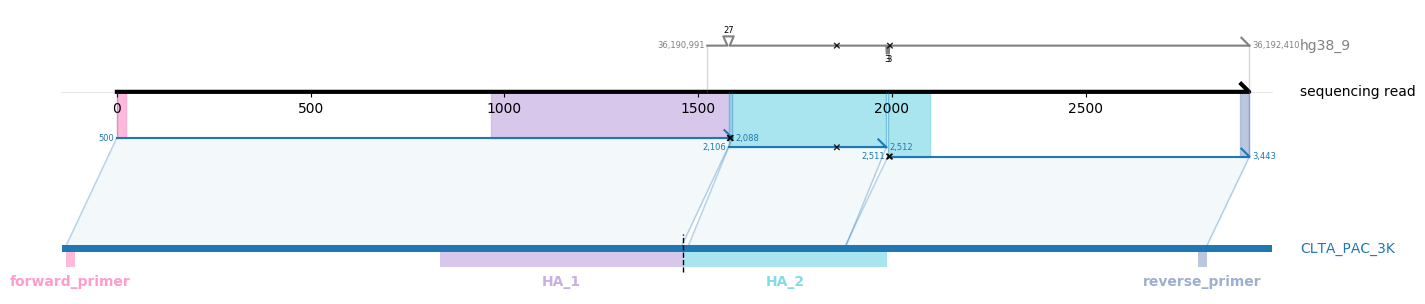 27
36,190,991
36,192,410
hg38_9
3
sequencing read
0 500 1000 1500 2000 2500
500
2,088
2,106
2,512
2,511
3,443
CLTA_PAC_3K
forward_primer HA_1 HA_2 reverse_primer